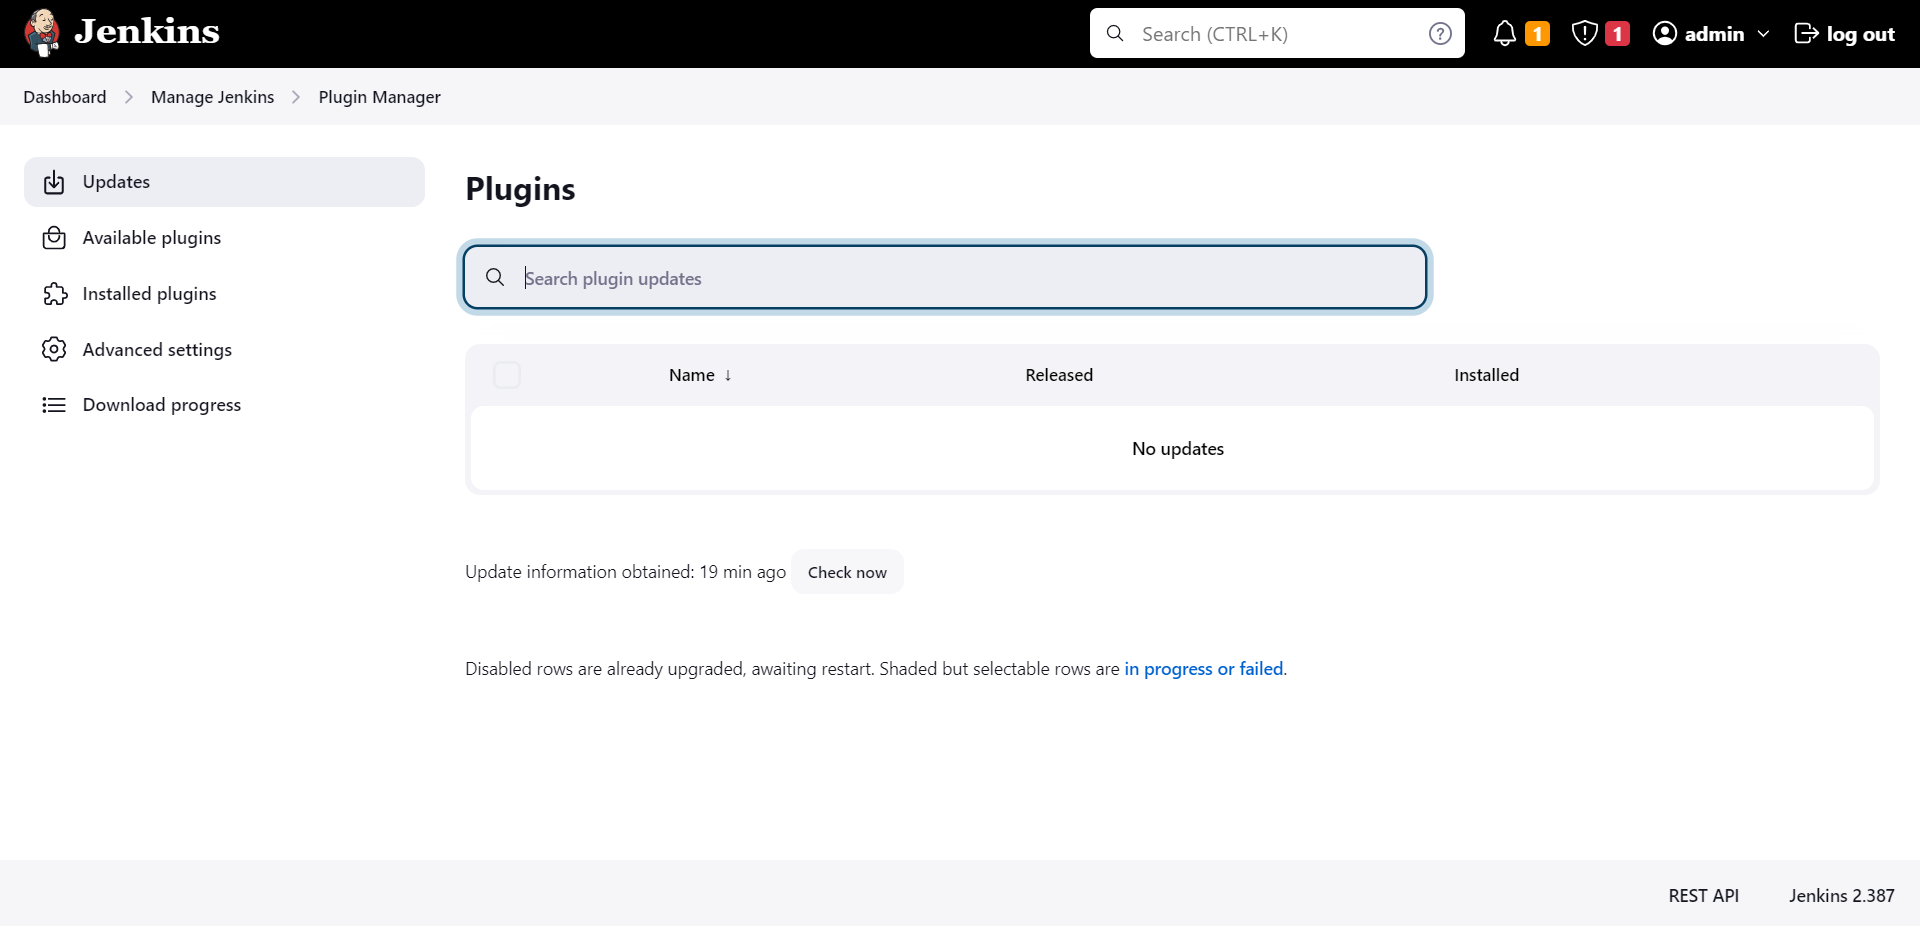 Jenkins
Search (CTRL+K)
?
1
1
admin
log out
Dashboard
Manage Jenkins
Plugin Manager
Updates
Available plugins
Installed plugins
Advanced settings
Download progress
Plugins
Search plugin updates
Name ↓ Released Installed
No updates
Update information obtained: 19 min ago Check now
Disabled rows are already upgraded, awaiting restart. Shaded but selectable rows are in progress or failed.
REST API Jenkins 2.387